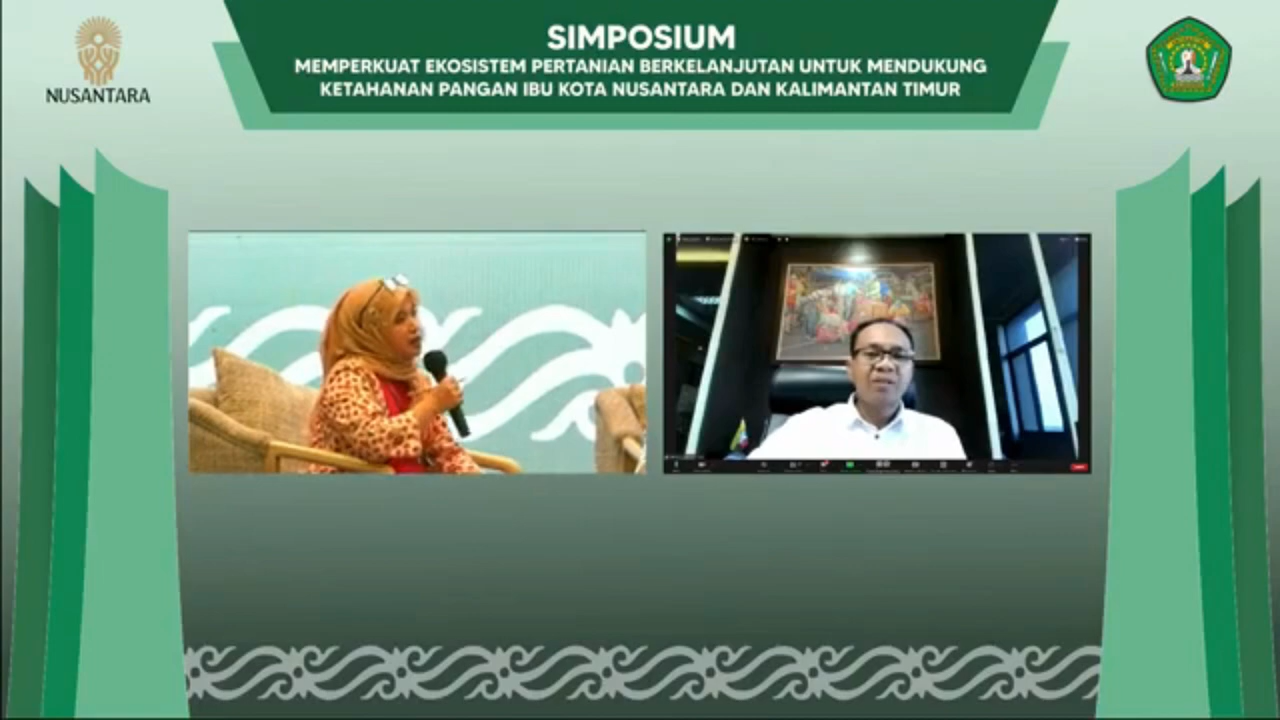 SIMPOSIUM
MEMPERKUAT EKOSISTEM PERTANIAN BERKELANJUTAN UNTUK MENDUKUNG
KETAHANAN PANGAN IBU KOTA NUSANTARA DAN KALIMANTAN TIMUR
NUSANTARA